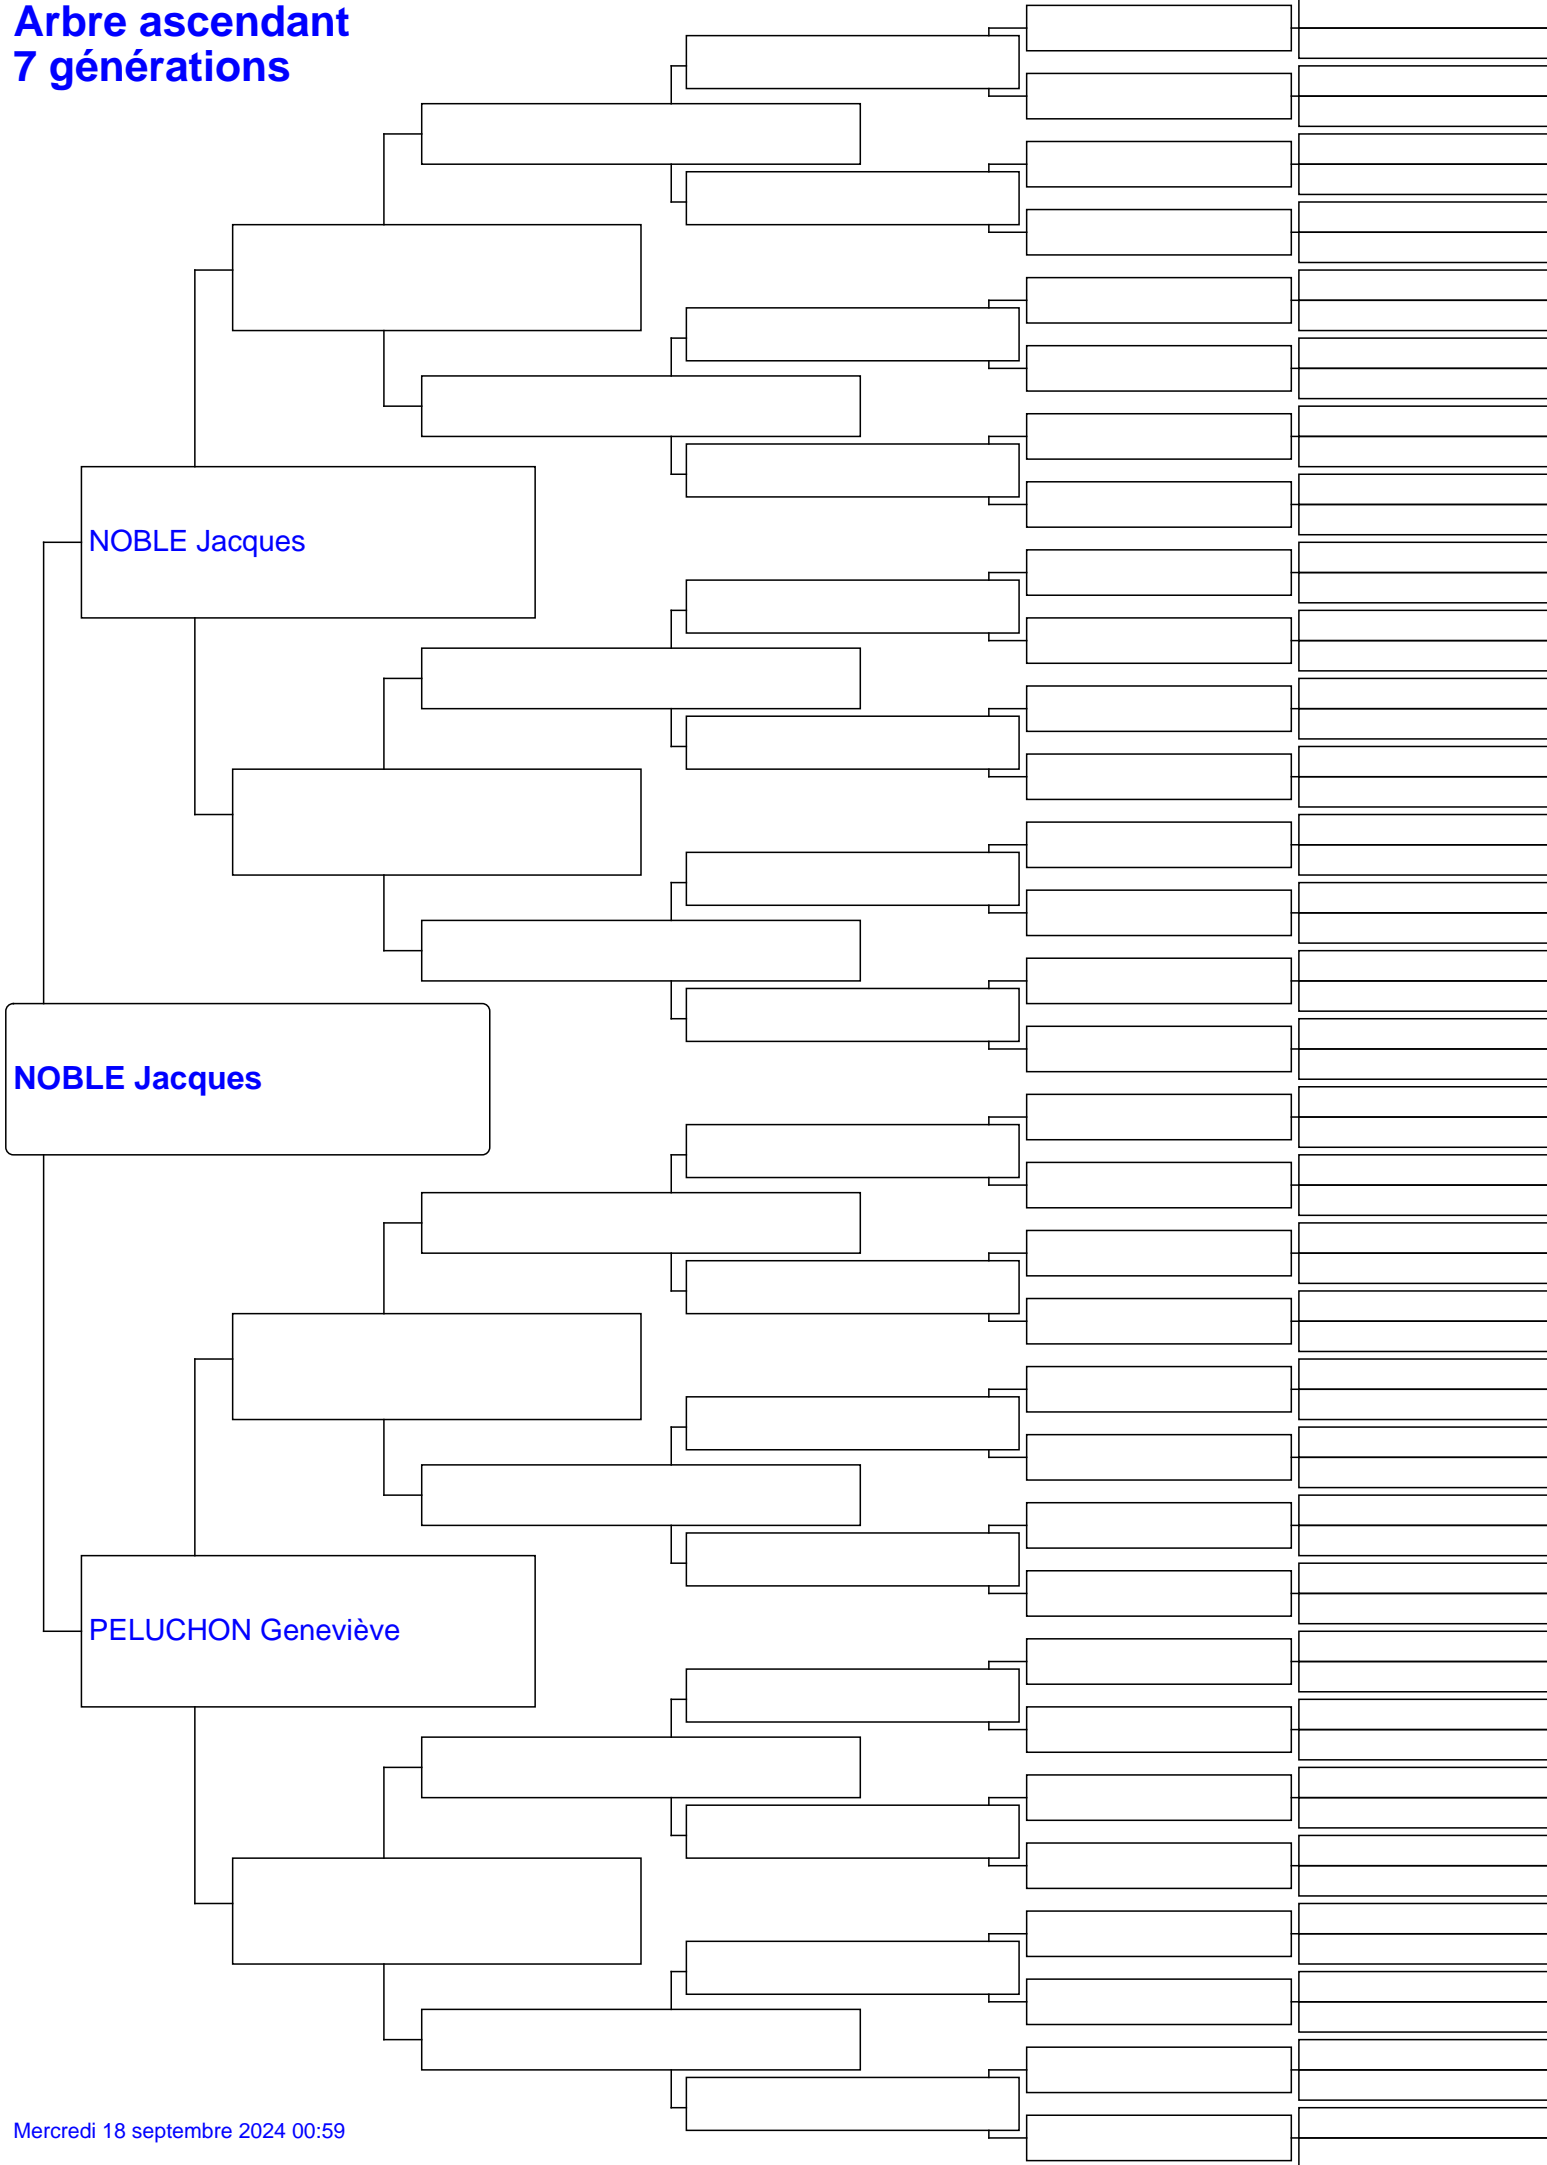 Arbre ascendant
7 générations
NOBLE Jacques
NOBLE Jacques
PELUCHON Geneviève
Mercredi 18 septembre 2024 00:59